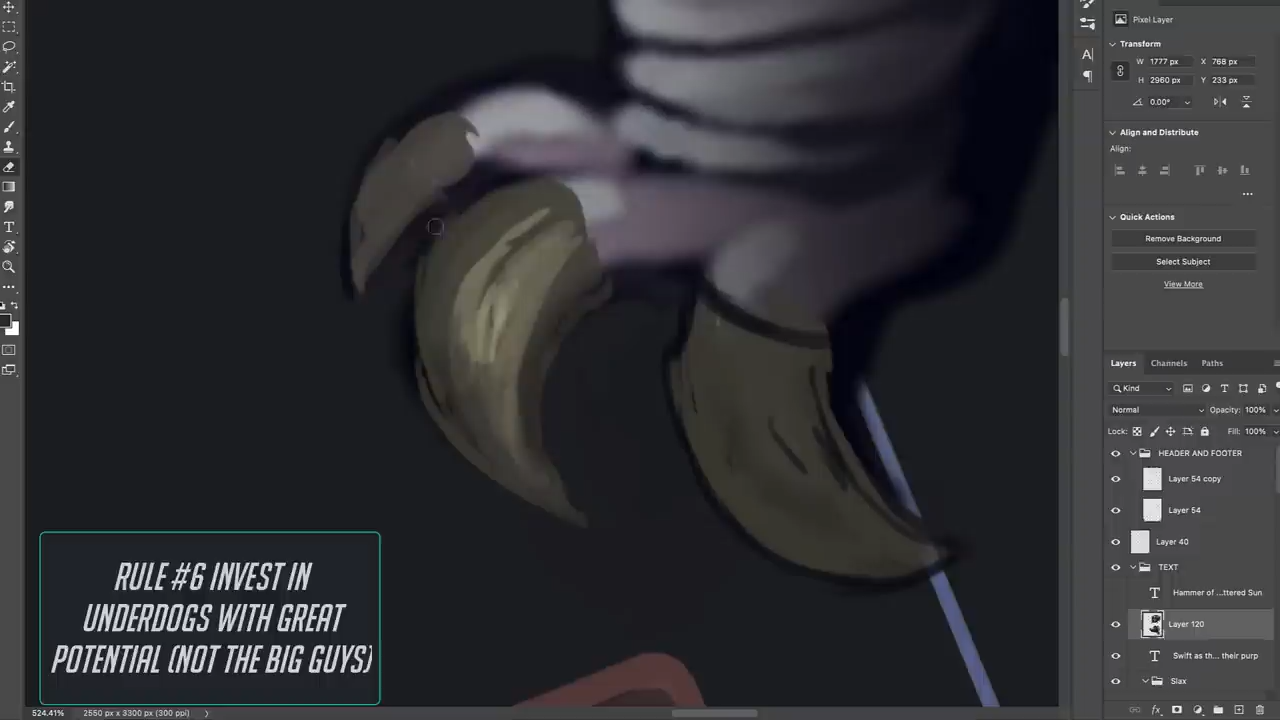 Pixel Layer
Transform
W 1777 px X 768 px
H 2960 px Y 233 px
0.00°
Align and Distribute
Align:
Quick Actions
Remove Background
Select Subject
View More
Layers Channels Paths
Kind
Normal Opacity: 100%
Lock: Fill: 100%
HEADER AND FOOTER
Layer 54 copy
Layer 54
Layer 40
TEXT
Hammer of ...ttered Sun
Layer 120
Swift as th... their purp
Slax
RULE #6 INVEST IN
UNDERDOGS WITH GREAT
POTENTIAL (NOT THE BIG GUYS)
524.41% 2550 px x 3300 px (300 ppi)